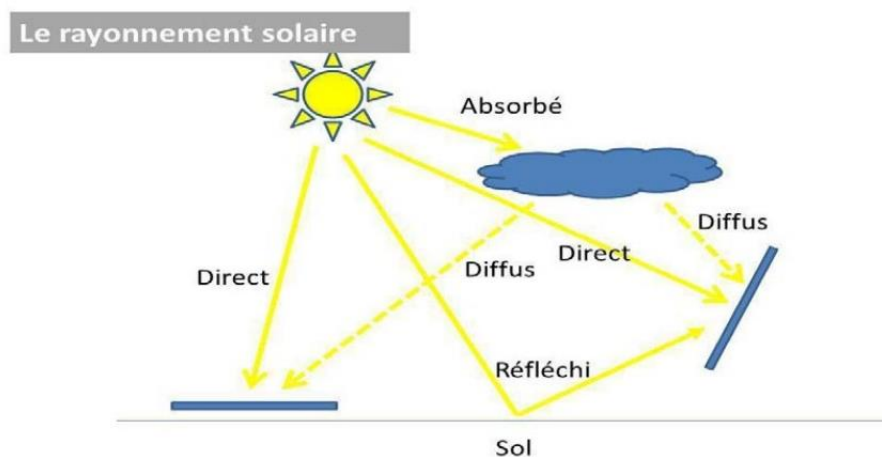 Le rayonnement solaire
Absorbé
Diffus
Direct
Diffus
Direct
Réfléchi
Sol